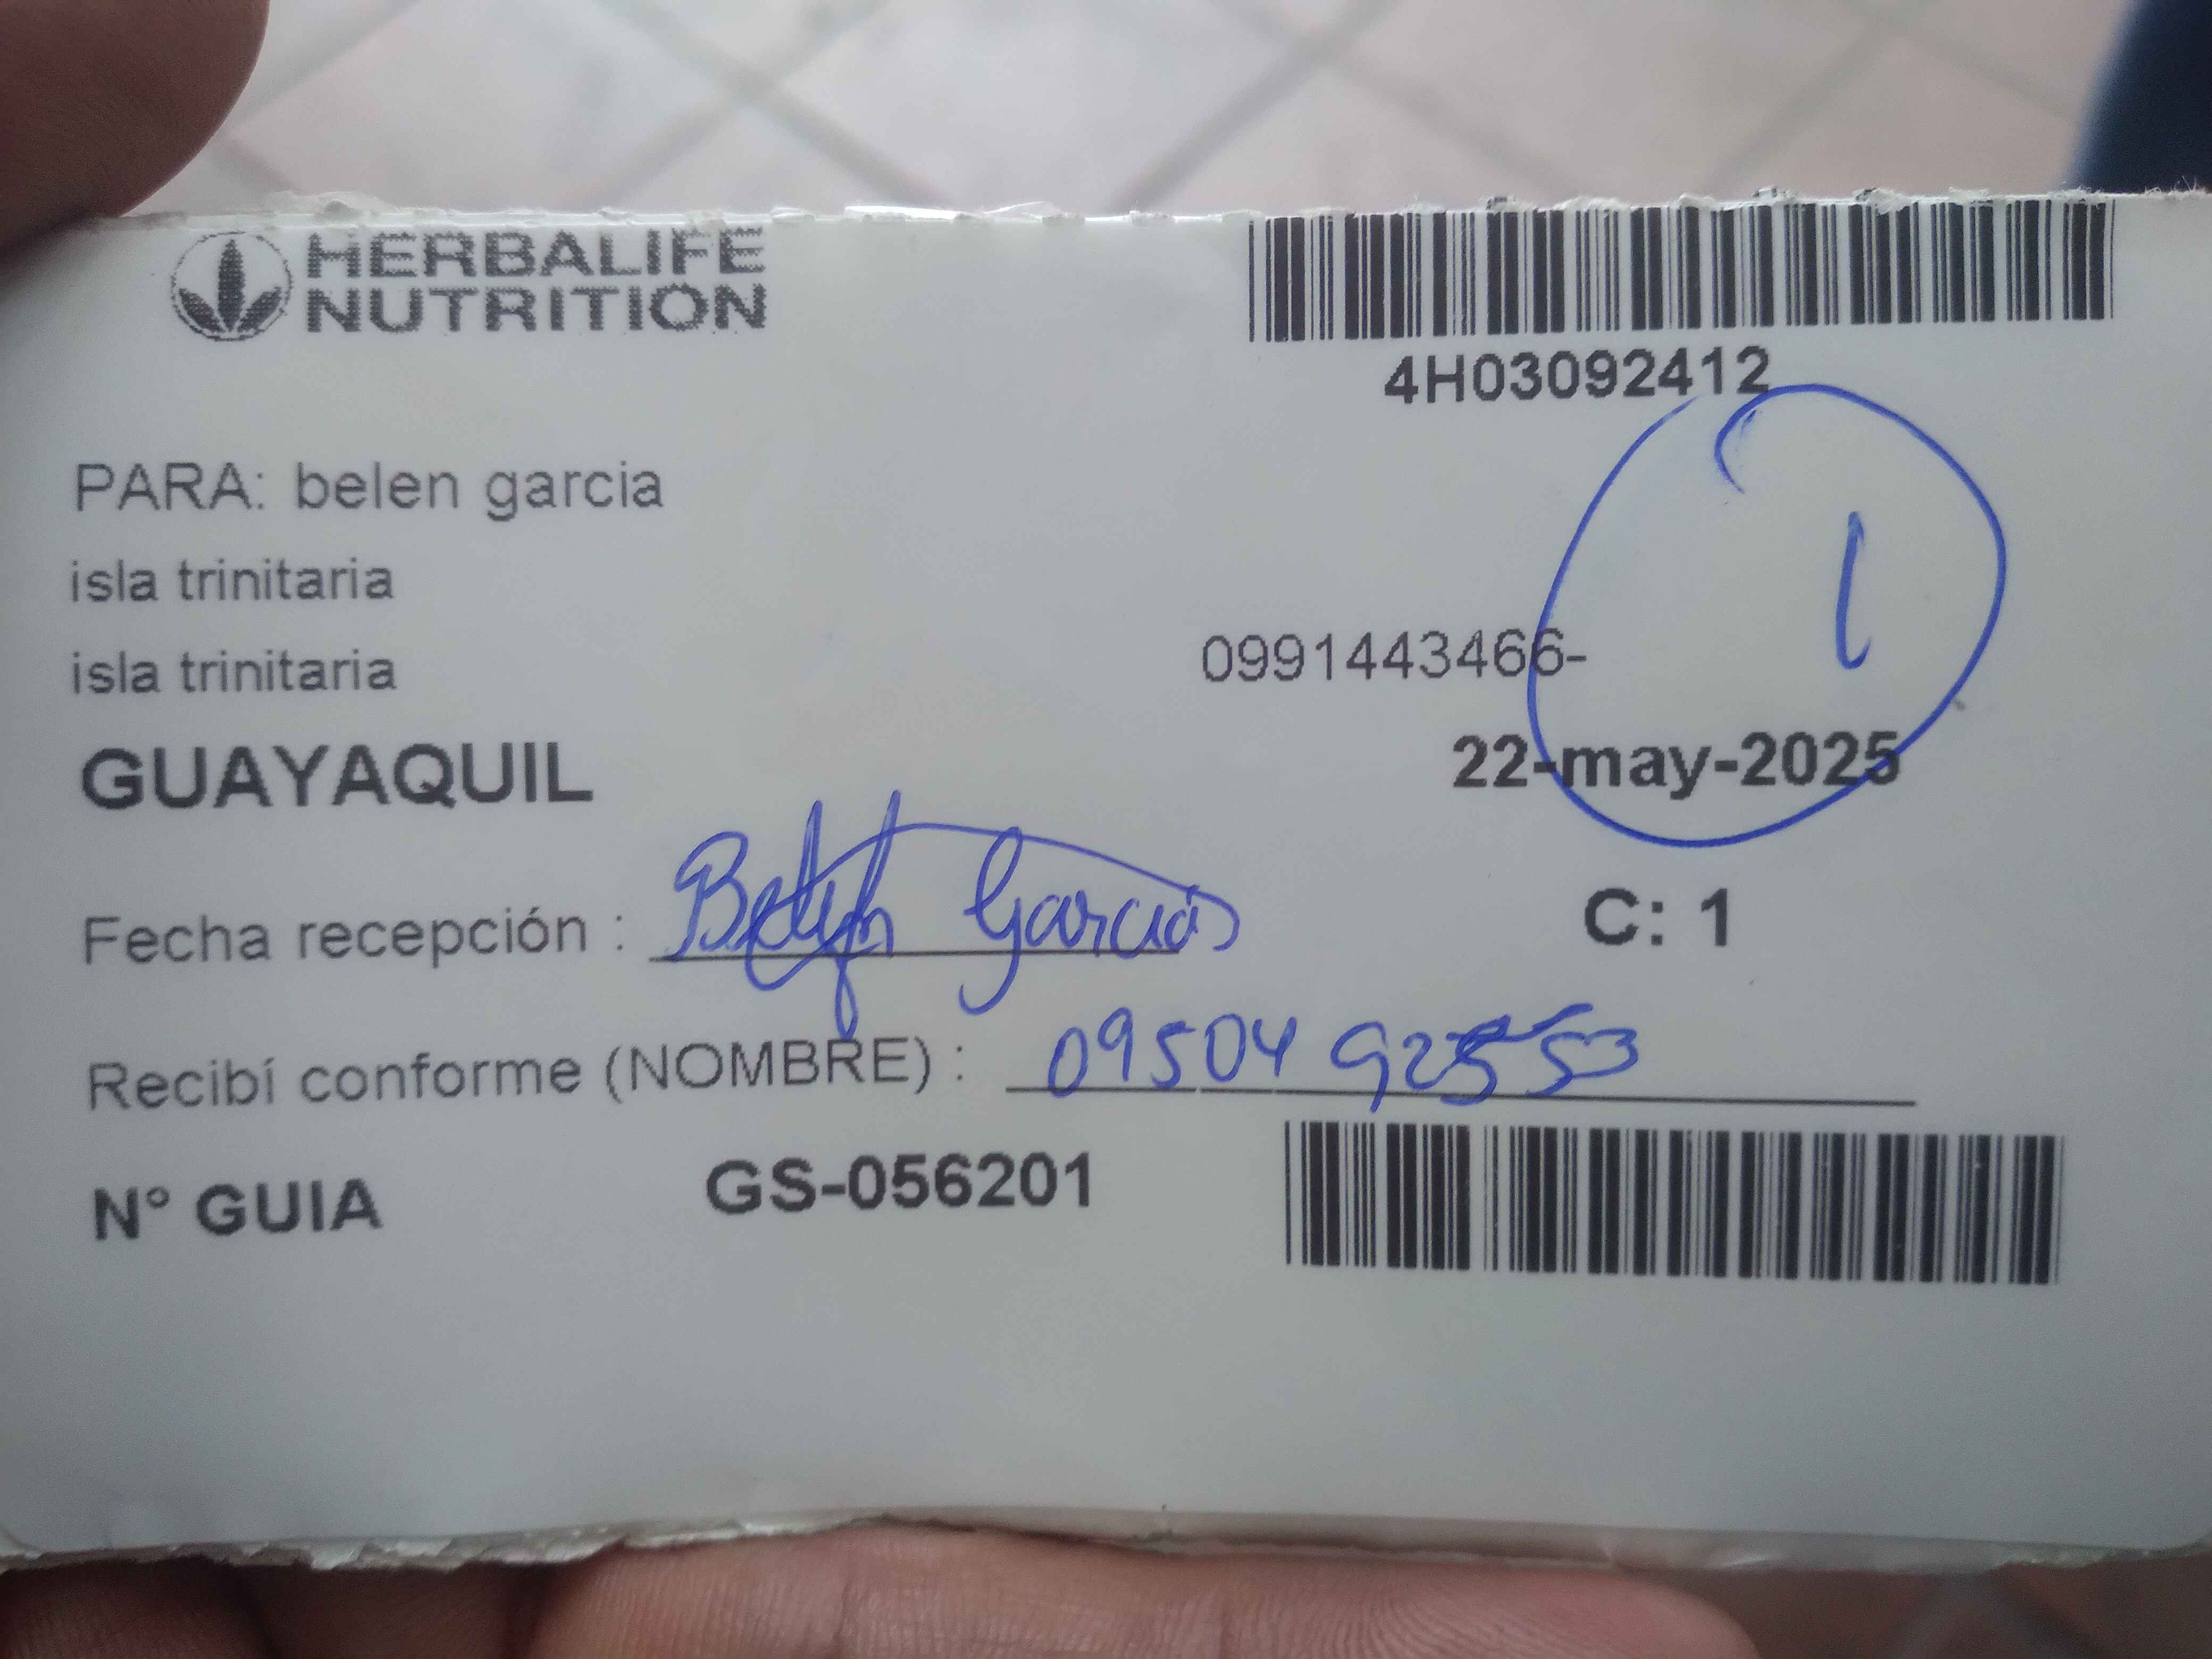 HERBALIFE
NUTRITION
4H03092412
PARA: belen garcia
isla trinitaria
isla trinitaria
0991443466-
1
GUAYAQUIL
22-may-2025
Fecha recepción : Garcia
C: 1
Recibí conforme (NOMBRE) :
N° GUIA GS-056201